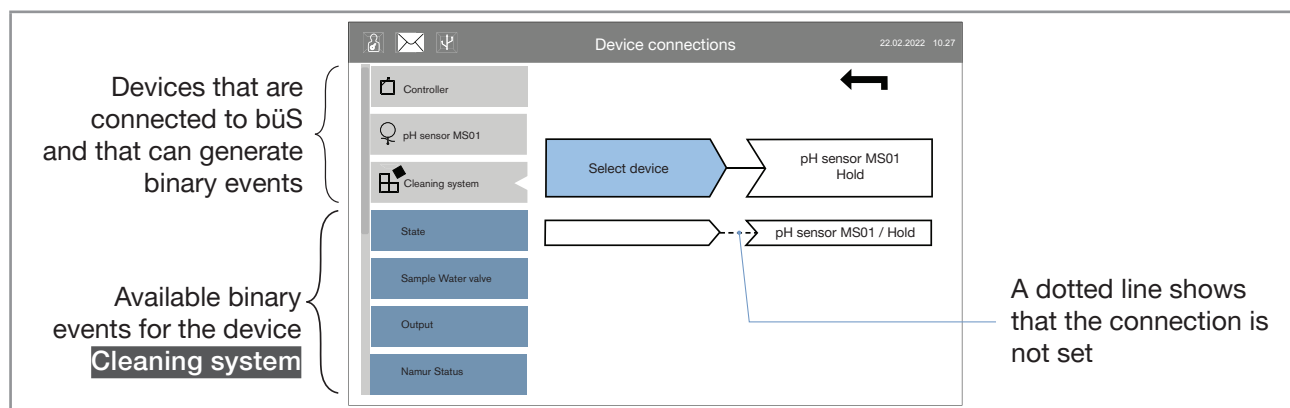 Device connections
22.02.2022 10.27
Devices that are
connected to büS
and that can generate
binary events
Controller
pH sensor MS01
Cleaning system
Select device
pH sensor MS01
Hold
pH sensor MS01 / Hold
Available binary
events for the device
Cleaning system
State
Sample Water valve
Output
Namur Status
A dotted line shows
that the connection is
not set